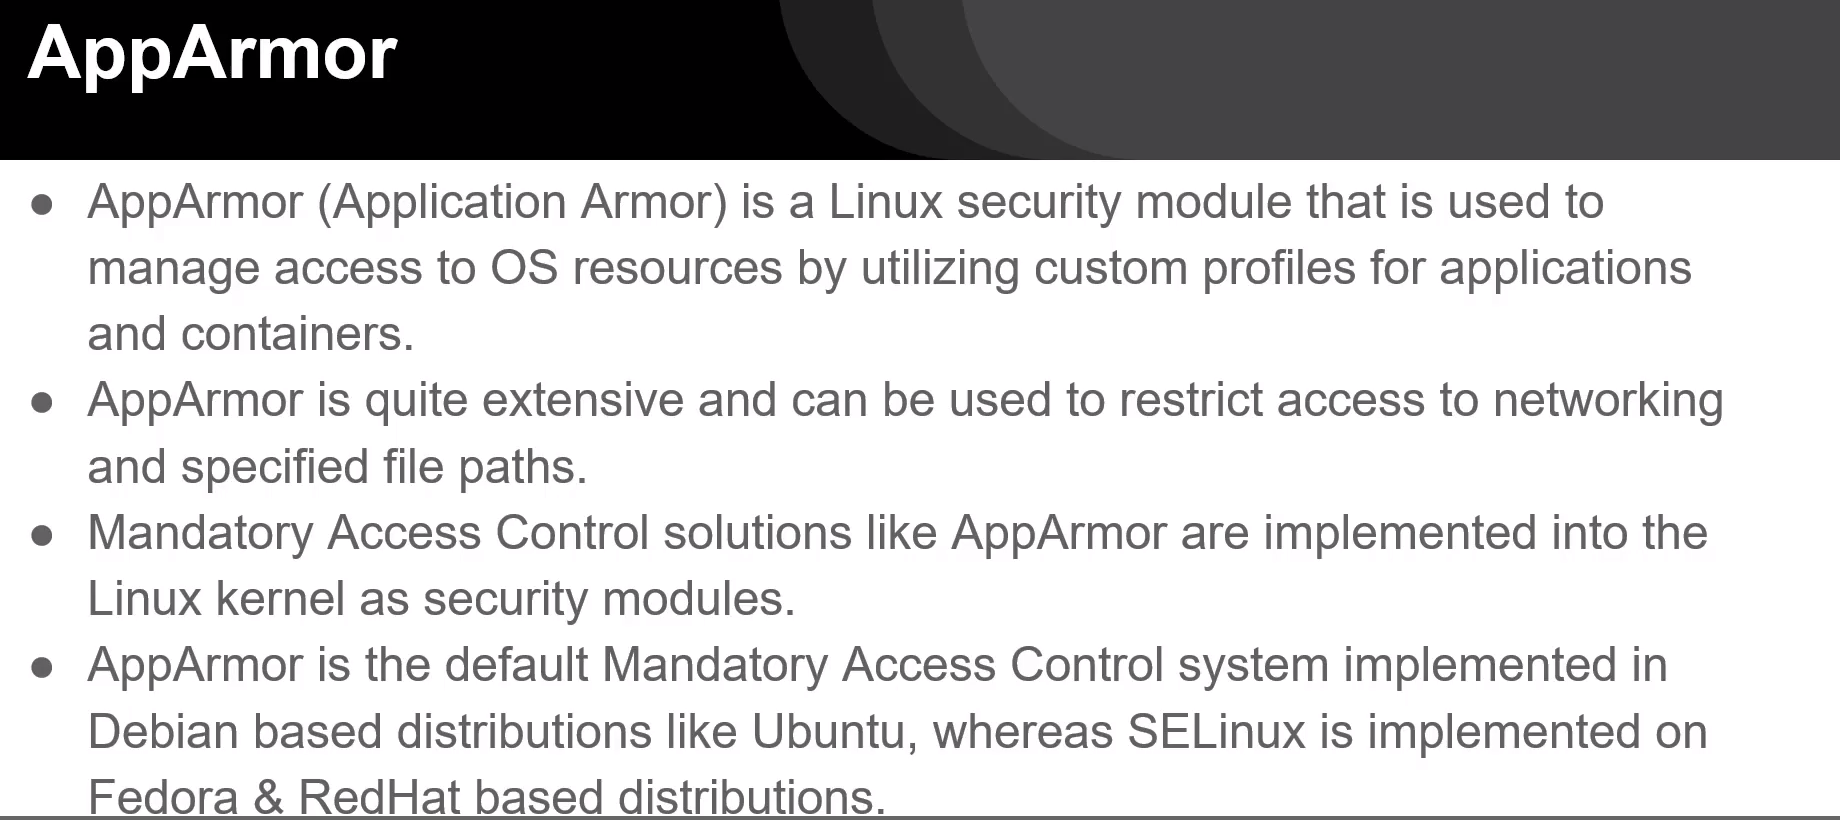 AppArmor
● AppArmor (Application Armor) is a Linux security module that is used to
manage access to OS resources by utilizing custom profiles for applications
and containers.
● AppArmor is quite extensive and can be used to restrict access to networking
and specified file paths.
● Mandatory Access Control solutions like AppArmor are implemented into the
Linux kernel as security modules.
● AppArmor is the default Mandatory Access Control system implemented in
Debian based distributions like Ubuntu, whereas SELinux is implemented on
Fedora & RedHat based distributions.